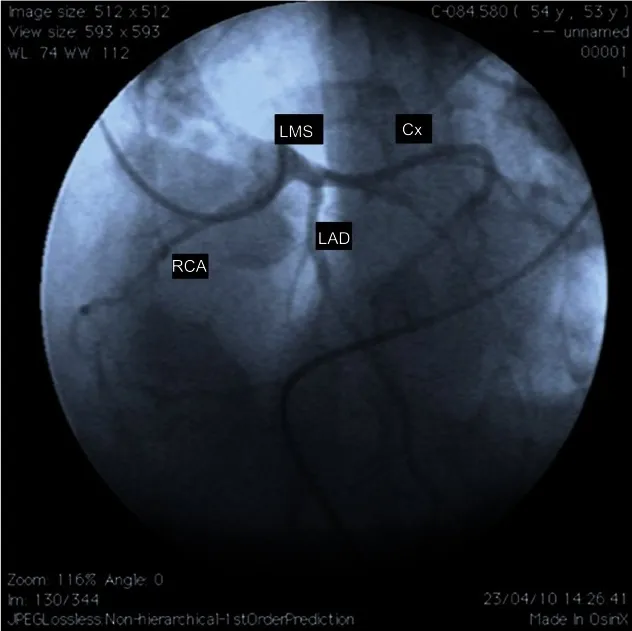 Image size: 512 x 512
View size: 593 x 593
WL: 74 WW: 112
C-084.580 ( 54 y , 53 y )
-- unnamed
00001
1
LMS
Cx
LAD
RCA
Zoom: 116% Angle: 0
Im: 130/344
JPEGLossless:Non-hierarchical-1stOrderPrediction
23/04/10 14:26:41
Made In OsiriX